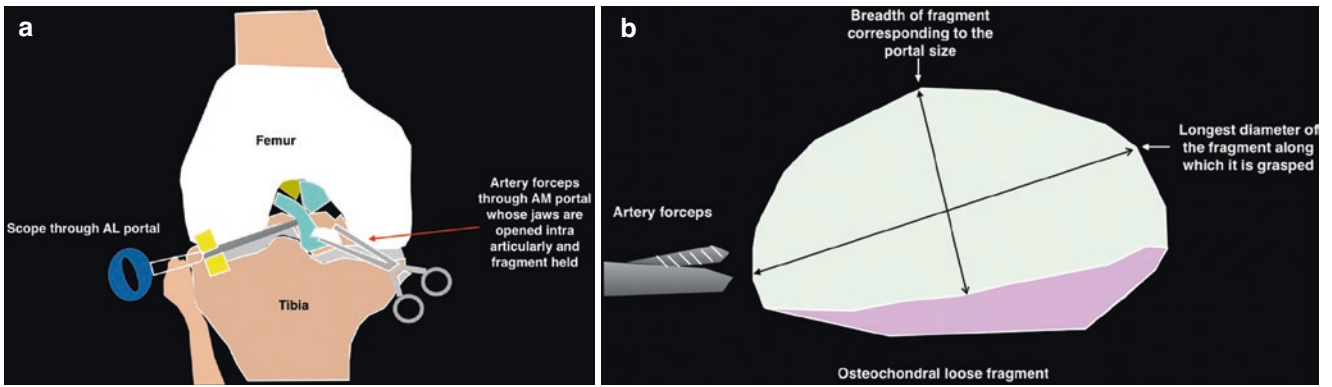 a
Femur
Scope through AL portal
Artery forceps
through AM portal
whose jaws are
opened intra
articularly and
fragment held
Tibia
b
Breadth of fragment
corresponding to the
portal size
Longest diameter of
the fragment along
which it is grasped
Artery forceps
Osteochondral loose fragment